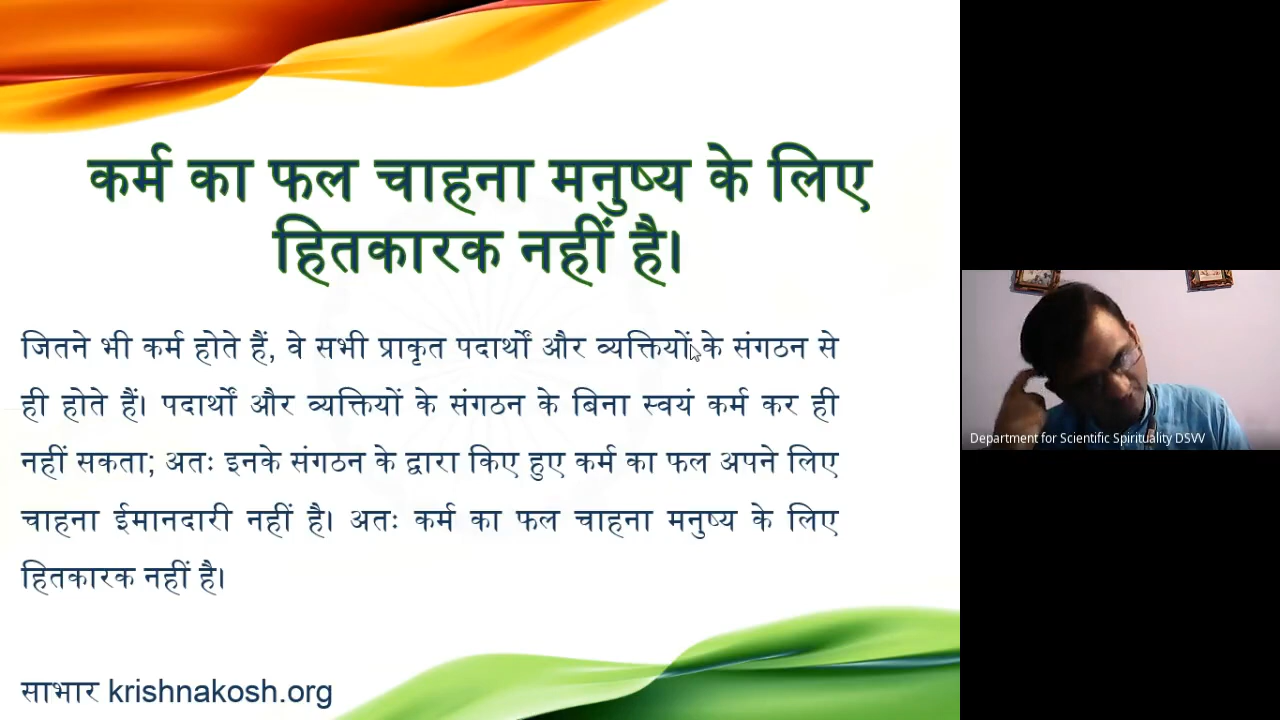 कर्म का फल चाहना मनुष्य के लिए
हितकारक नहीं है।
जितने भी कर्म होते हैं, वे सभी प्राकृत पदार्थों और व्यक्तियों के संगठन से
ही होते हैं। पदार्थों और व्यक्तियों के संगठन के बिना स्वयं कर्म कर ही
नहीं सकता; अतः इनके संगठन के द्वारा किए हुए कर्म का फल अपने लिए
चाहना ईमानदारी नहीं है। अतः कर्म का फल चाहना मनुष्य के लिए
हितकारक नहीं है।
साभार krishnakosh.org
Department for Scientific Spirituality DSVV